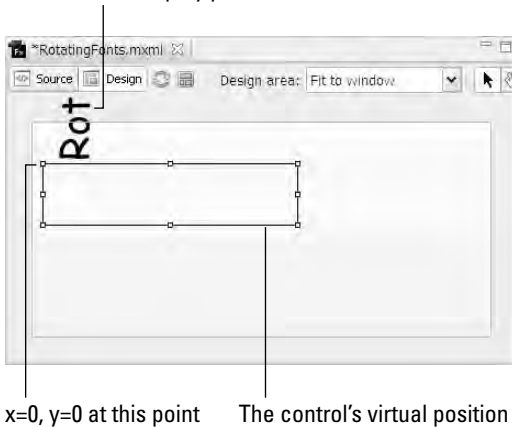 *RotatingFonts.mxml
Source Design Design area: Fit to window
Rot
x=0, y=0 at this point The control's virtual position